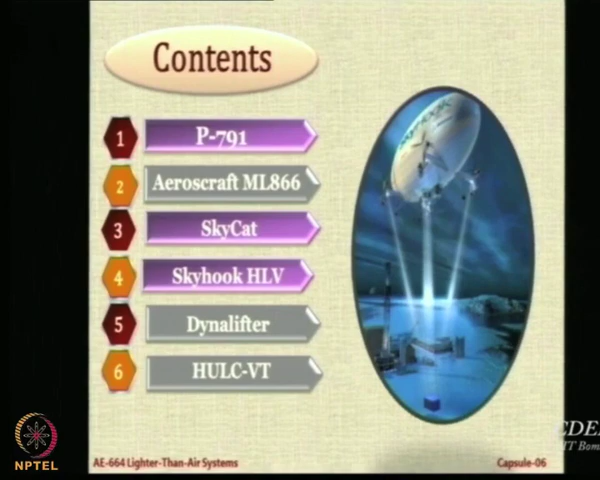 Contents
1 P-791
2 Aeroscraft ML866
3 SkyCat
4 Skyhook HLV
5 Dynalifter
6 HULC-VT
NPTEL
AE-664 Lighter-Than-Air Systems
Capsule-06